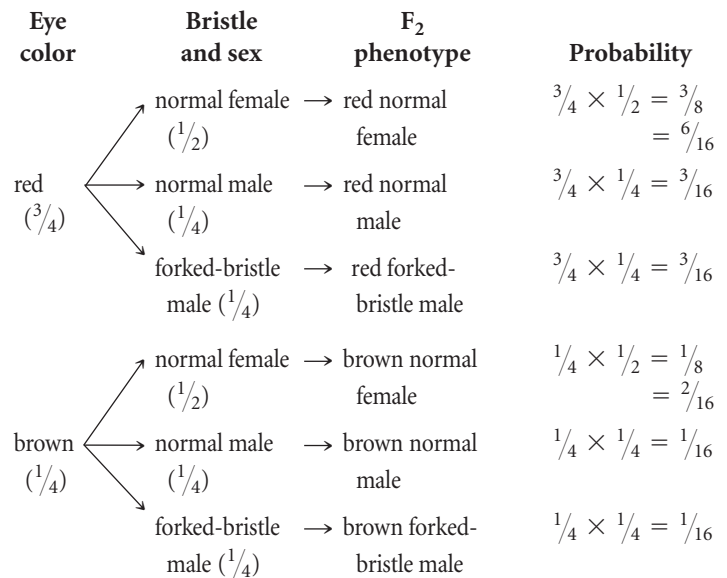 Eye color Bristle and sex F₂ phenotype Probability
normal female (1/2) → red normal female 3/4 × 1/2 = 3/8 = 6/16
red (3/4) normal male (1/4) → red normal male 3/4 × 1/4 = 3/16
forked-bristle male (1/4) → red forked-bristle male 3/4 × 1/4 = 3/16
normal female (1/2) → brown normal female 1/4 × 1/2 = 1/8 = 2/16
brown (1/4) normal male (1/4) → brown normal male 1/4 × 1/4 = 1/16
forked-bristle male (1/4) → brown forked-bristle male 1/4 × 1/4 = 1/16